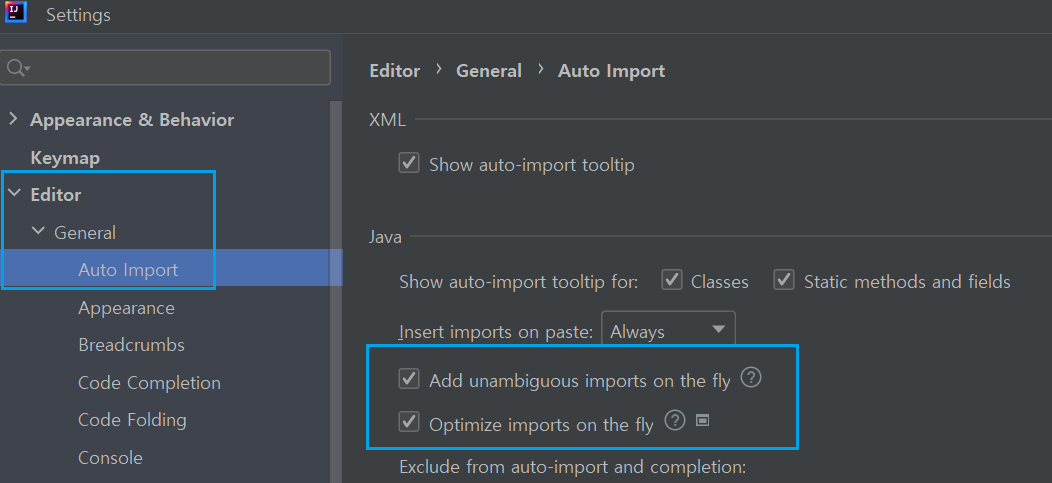 Settings
Appearance & Behavior
Keymap
Editor
General
Auto Import
Appearance
Breadcrumbs
Code Completion
Code Folding
Console
Editor › General › Auto Import
XML
Show auto-import tooltip
Java
Show auto-import tooltip for: Classes Static methods and fields
Insert imports on paste: Always
Add unambiguous imports on the fly ?
Optimize imports on the fly ?
Exclude from auto-import and completion: